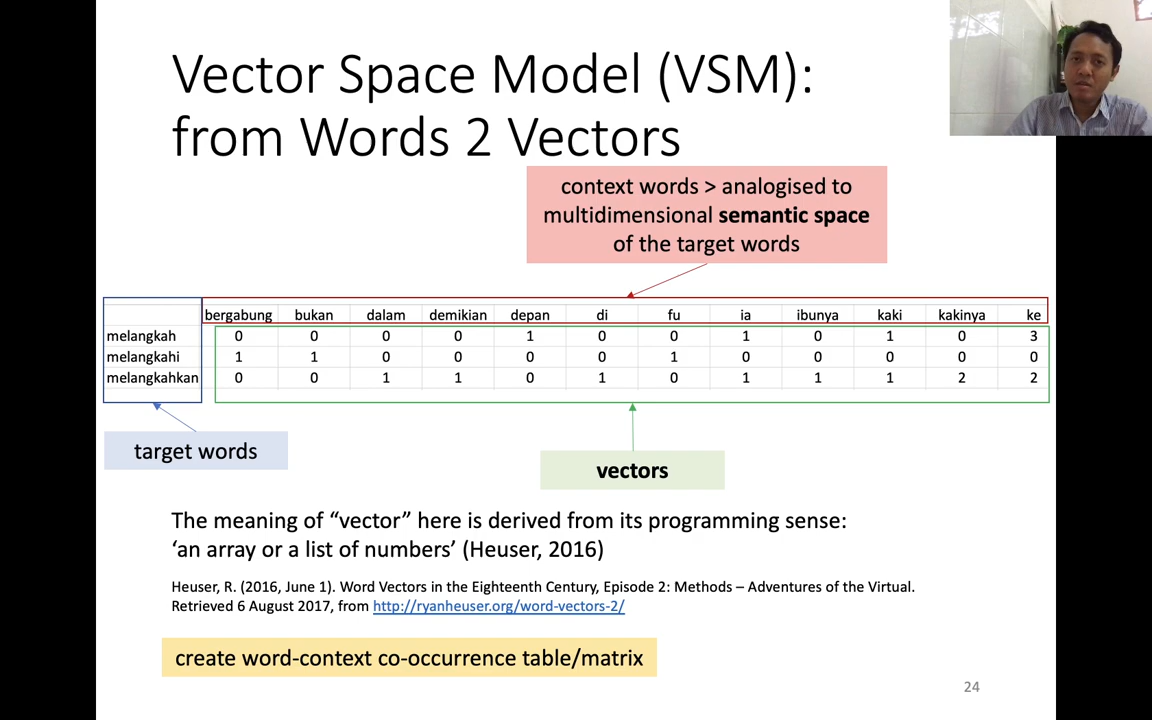 Vector Space Model (VSM):
from Words 2 Vectors
context words > analogised to
multidimensional semantic space
of the target words
bergabung bukan dalam demikian depan di fu ia ibunya kaki kakinya ke
melangkah 0 0 0 0 1 0 0 1 0 1 0 3
melangkahi 1 1 0 0 0 0 1 0 0 0 0 0
melangkahkan 0 0 1 1 0 1 0 1 1 1 2 2
target words
vectors
The meaning of “vector” here is derived from its programming sense:
‘an array or a list of numbers’ (Heuser, 2016)
Heuser, R. (2016, June 1). Word Vectors in the Eighteenth Century, Episode 2: Methods – Adventures of the Virtual.
Retrieved 6 August 2017, from http://ryanheuser.org/word-vectors-2/
create word-context co-occurrence table/matrix
24